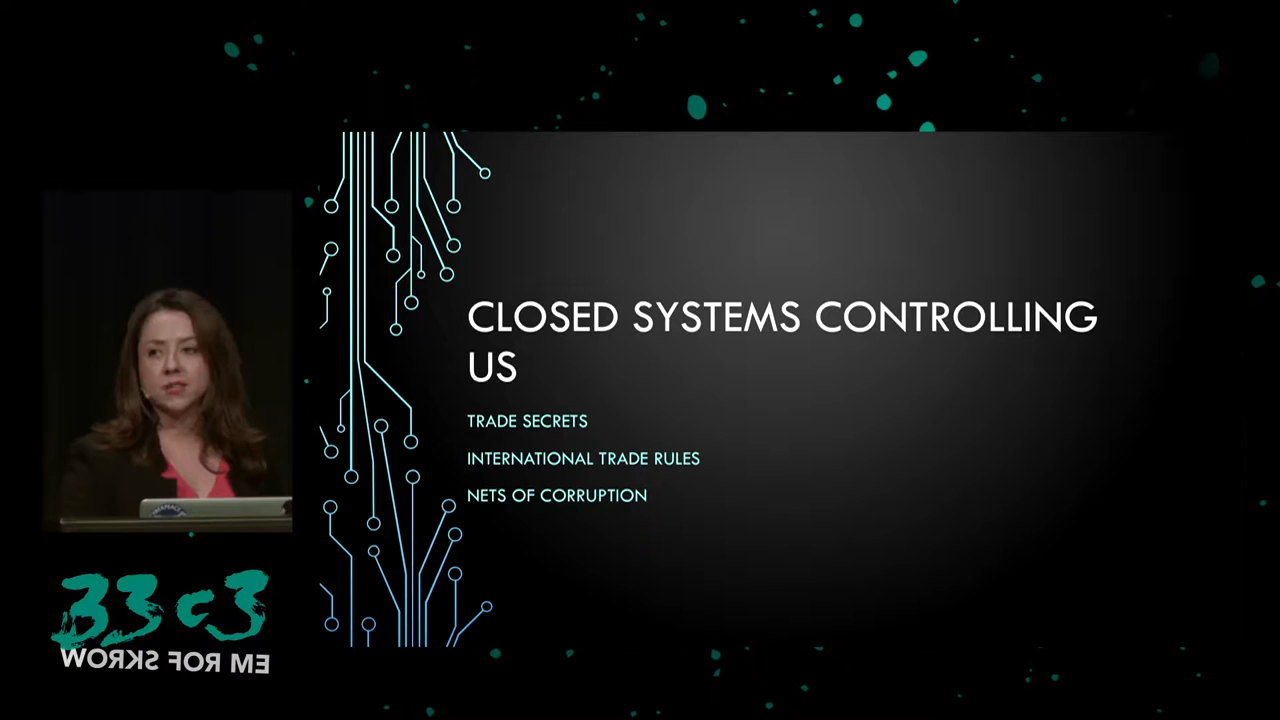 CLOSED SYSTEMS CONTROLLING
US
TRADE SECRETS
INTERNATIONAL TRADE RULES
NETS OF CORRUPTION
33c3
WORKS FOR ME